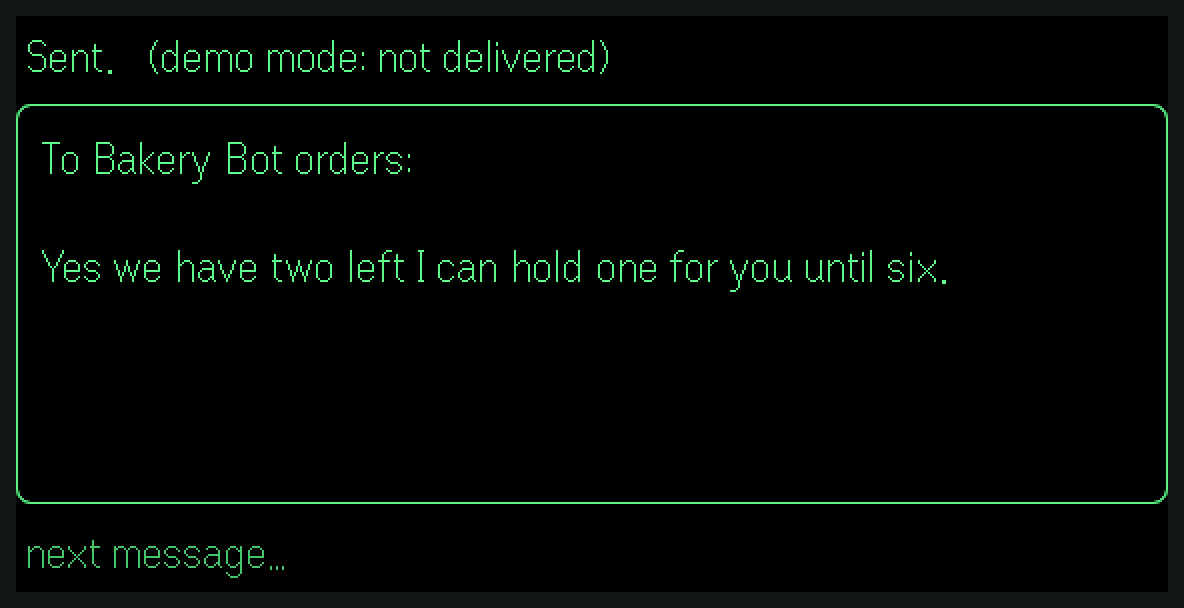 Sent. (demo mode: not delivered)
To Bakery Bot orders:
Yes we have two left I can hold one for you until six.
next message…